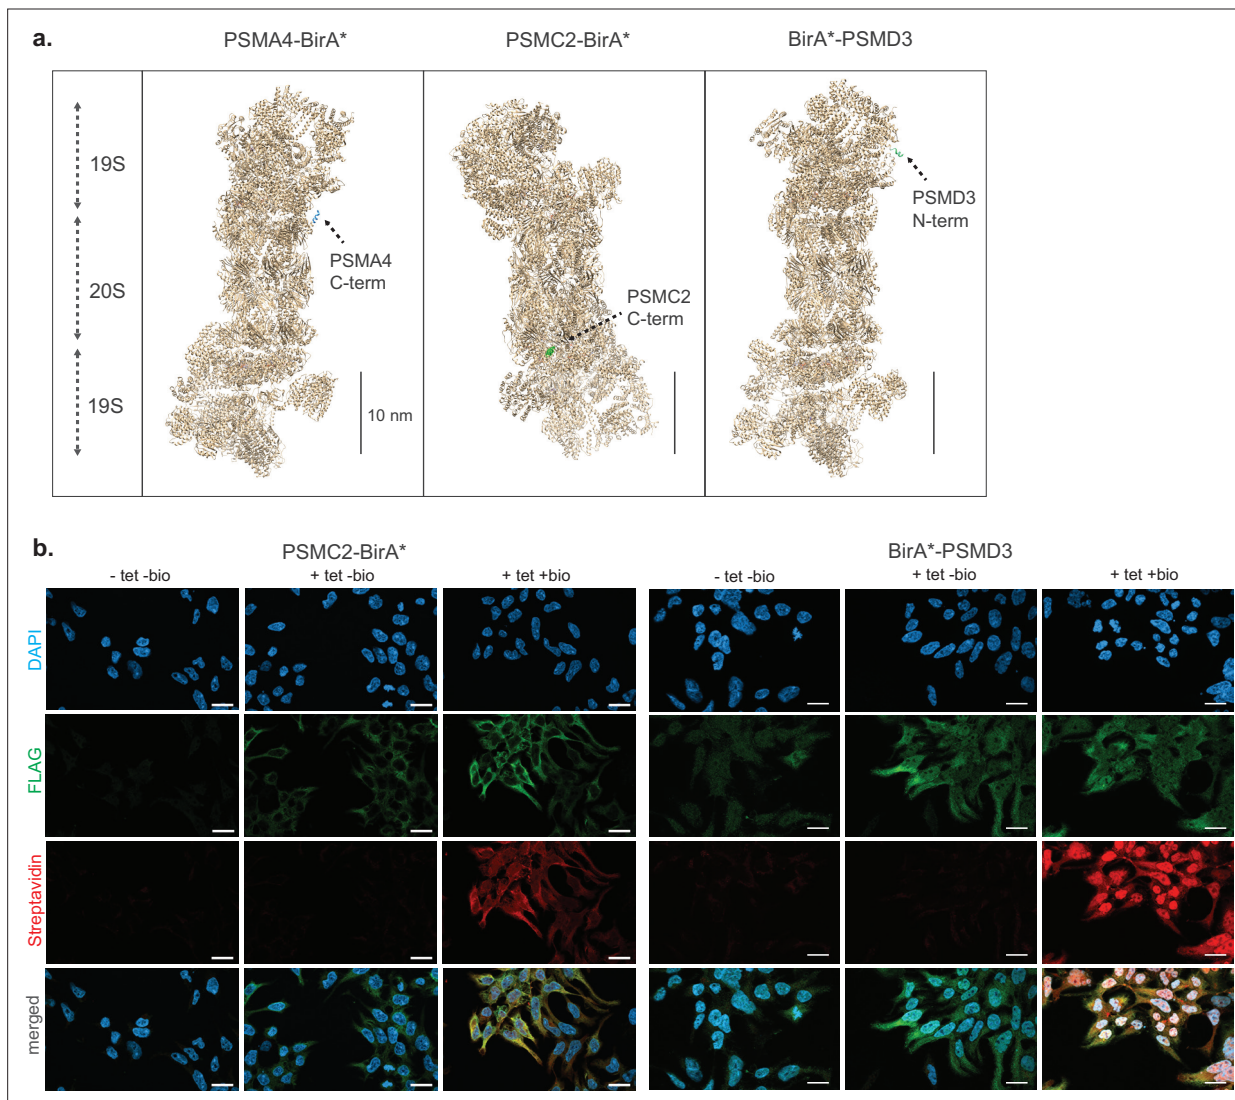 a.
PSMA4-BirA*
PSMC2-BirA*
BirA*-PSMD3
19S
20S
19S
PSMA4
C-term
10 nm
PSMC2
C-term
PSMD3
N-term
b.
PSMC2-BirA*
BirA*-PSMD3
- tet -bio
+ tet -bio
+ tet +bio
- tet -bio
+ tet -bio
+ tet +bio
DAPI
FLAG
Streptavidin
merged